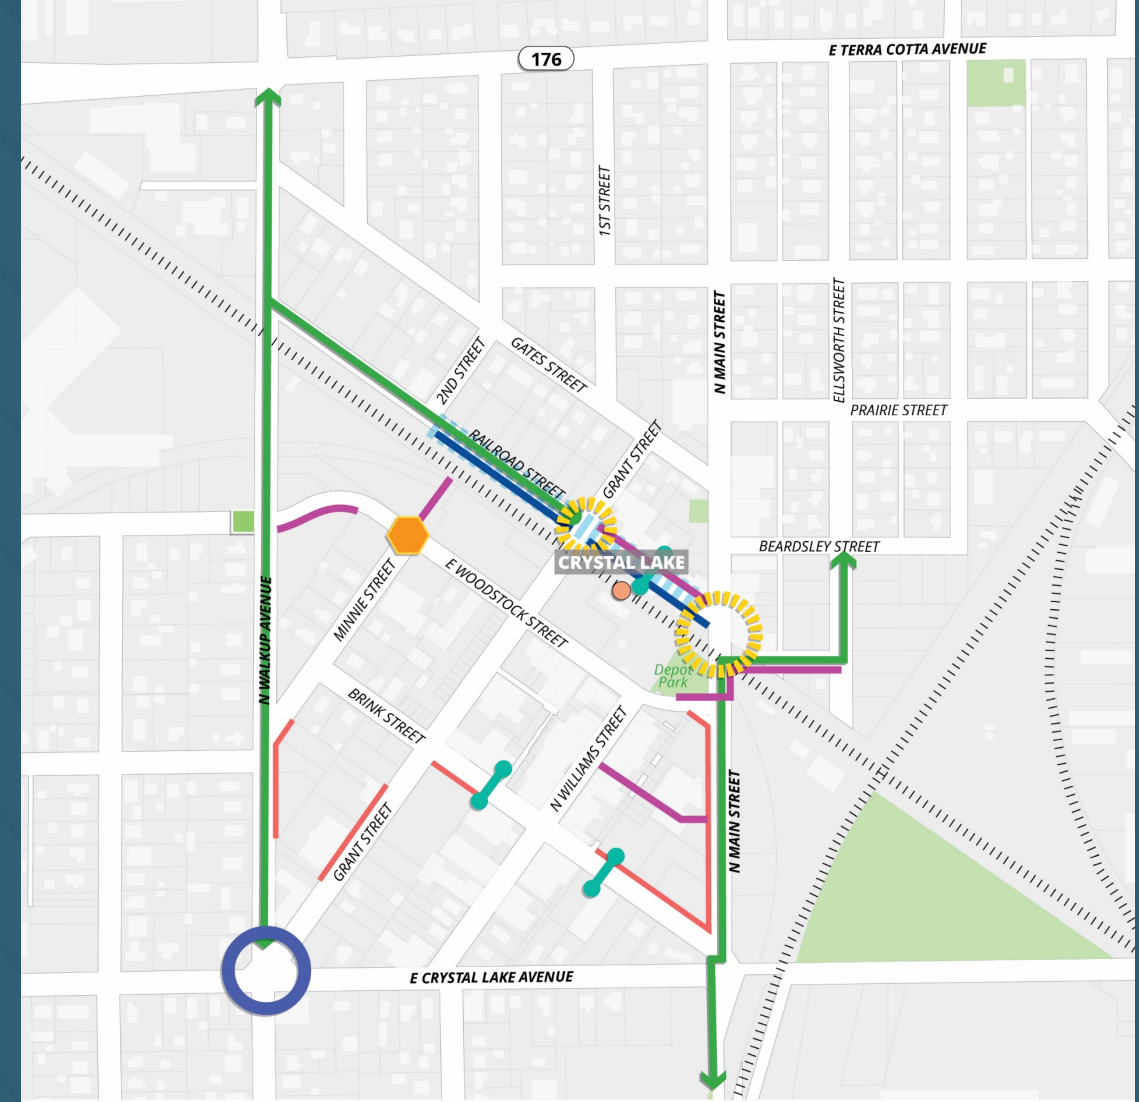 E TERRA COTTA AVENUE
176
1ST STREET
N MAIN STREET
ELLSWORTH STREET
2ND STREET
GATES STREET
PRAIRIE STREET
RAILROAD STREET
GRANT STREET
BEARDSLEY STREET
CRYSTAL LAKE
E WOODSTOCK STREET
MINNIE STREET
N WALKUP AVENUE
Depot
Park
BRINK STREET
N WILLIAMS STREET
N MAIN STREET
GRANT STREET
E CRYSTAL LAKE AVENUE